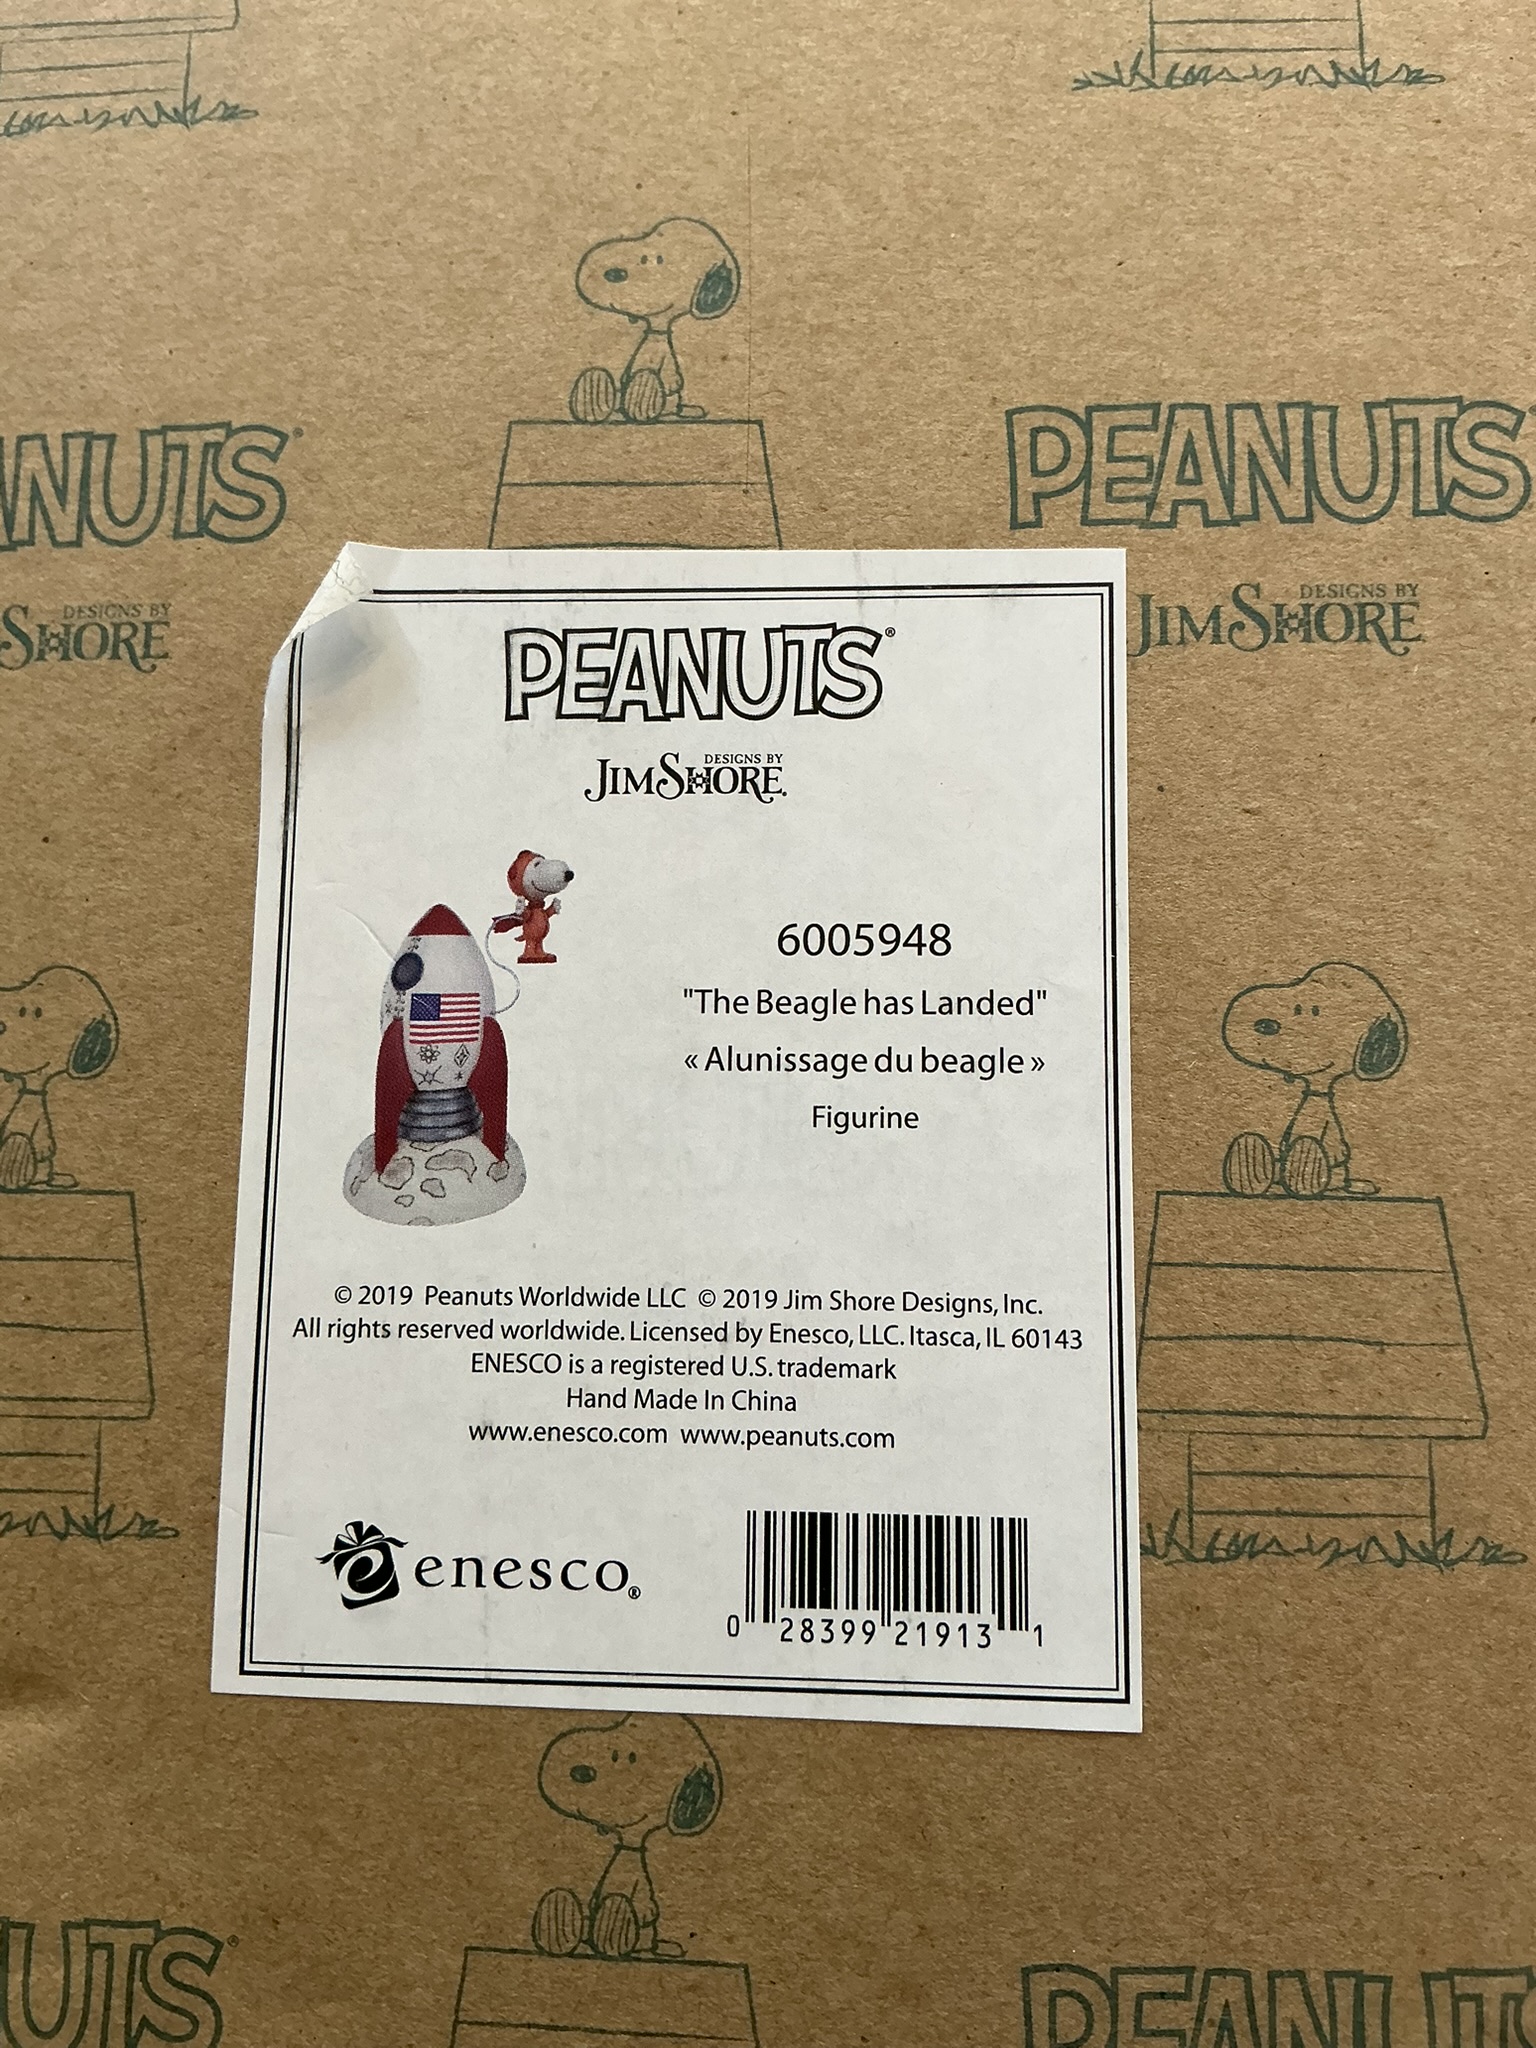 NUTS®
PEANUTS
DESIGNS BY
SHORE
DESIGNS BY
JIM SHORE
PEANUTS®
DESIGNS BY
JIM SHORE®
6005948
"The Beagle has Landed"
« Alunissage du beagle »
Figurine
© 2019 Peanuts Worldwide LLC © 2019 Jim Shore Designs, Inc.
All rights reserved worldwide. Licensed by Enesco, LLC. Itasca, IL 60143
ENESCO is a registered U.S. trademark
Hand Made In China
www.enesco.com www.peanuts.com
enesco®
0 28399 21913 1
UTS®
PEANUTS